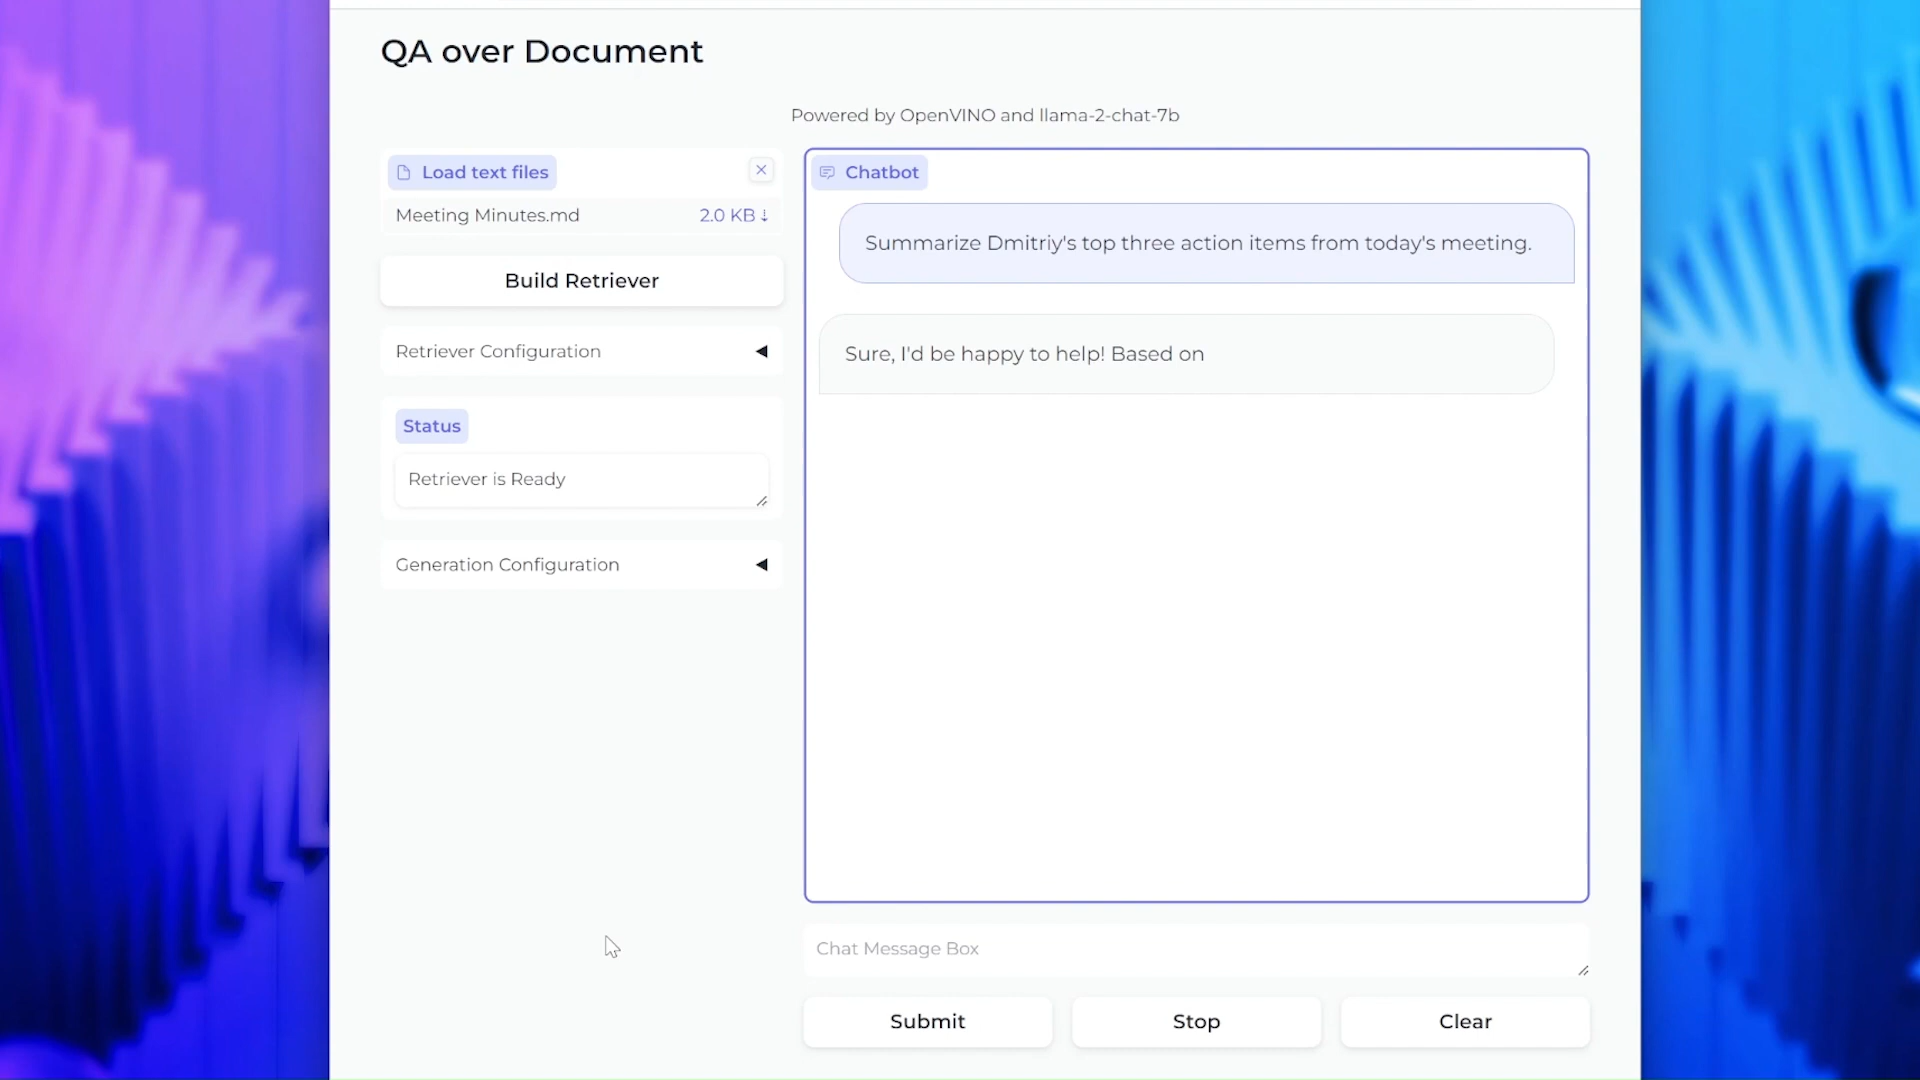 QA over Document
Powered by OpenVINO and llama-2-chat-7b
Load text files
Meeting Minutes.md 2.0 KB ↓
Build Retriever
Retriever Configuration
Status
Retriever is Ready
Generation Configuration
Chatbot
Summarize Dmitriy's top three action items from today's meeting.
Sure, I'd be happy to help! Based on
Chat Message Box
Submit Stop Clear